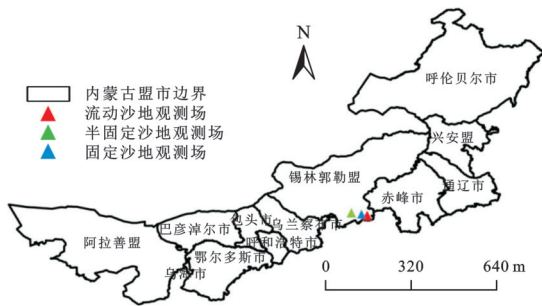 N
呼伦贝尔市
内蒙古盟市边界
流动沙地观测场
半固定沙地观测场
固定沙地观测场
兴安盟
锡林郭勒盟
通辽市
赤峰市
包头市
乌兰察布市
巴彦淖尔市
呼和浩特市
阿拉善盟
鄂尔多斯市
乌海市
0 320 640 m